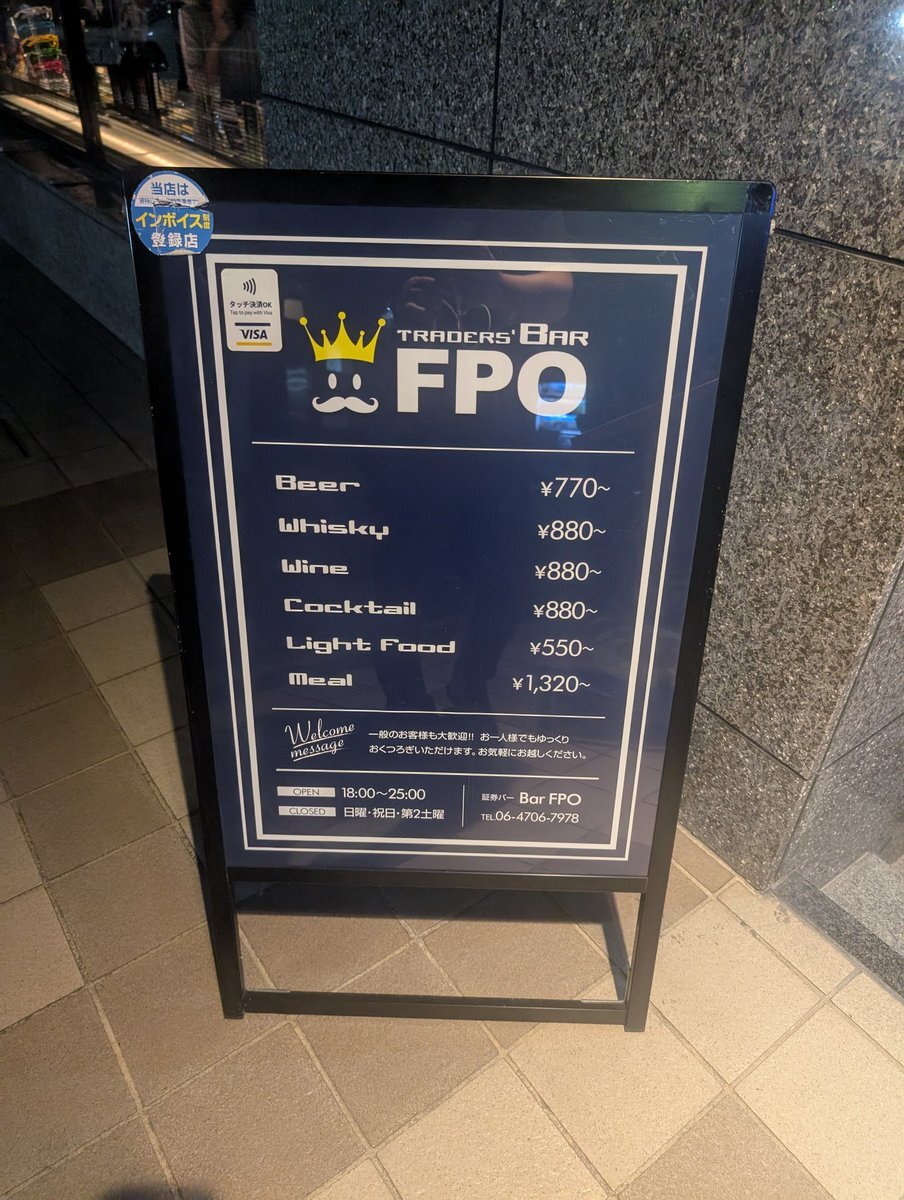 当店は
インボイス制度
登録店
タッチ決済OK
Tap to pay with Visa
VISA
TRADERS' BAR
FPO
Beer ¥770~
Whisky ¥880~
Wine ¥880~
Cocktail ¥880~
Light Food ¥550~
Meal ¥1,320~
Welcome
message
一般のお客様も大歓迎!! お一人様でもゆっくり
おくつろぎいただけます。お気軽にお越しください。
OPEN 18:00〜25:00
CLOSED 日曜・祝日・第2土曜
証券バー Bar FPO
TEL.06-4706-7978